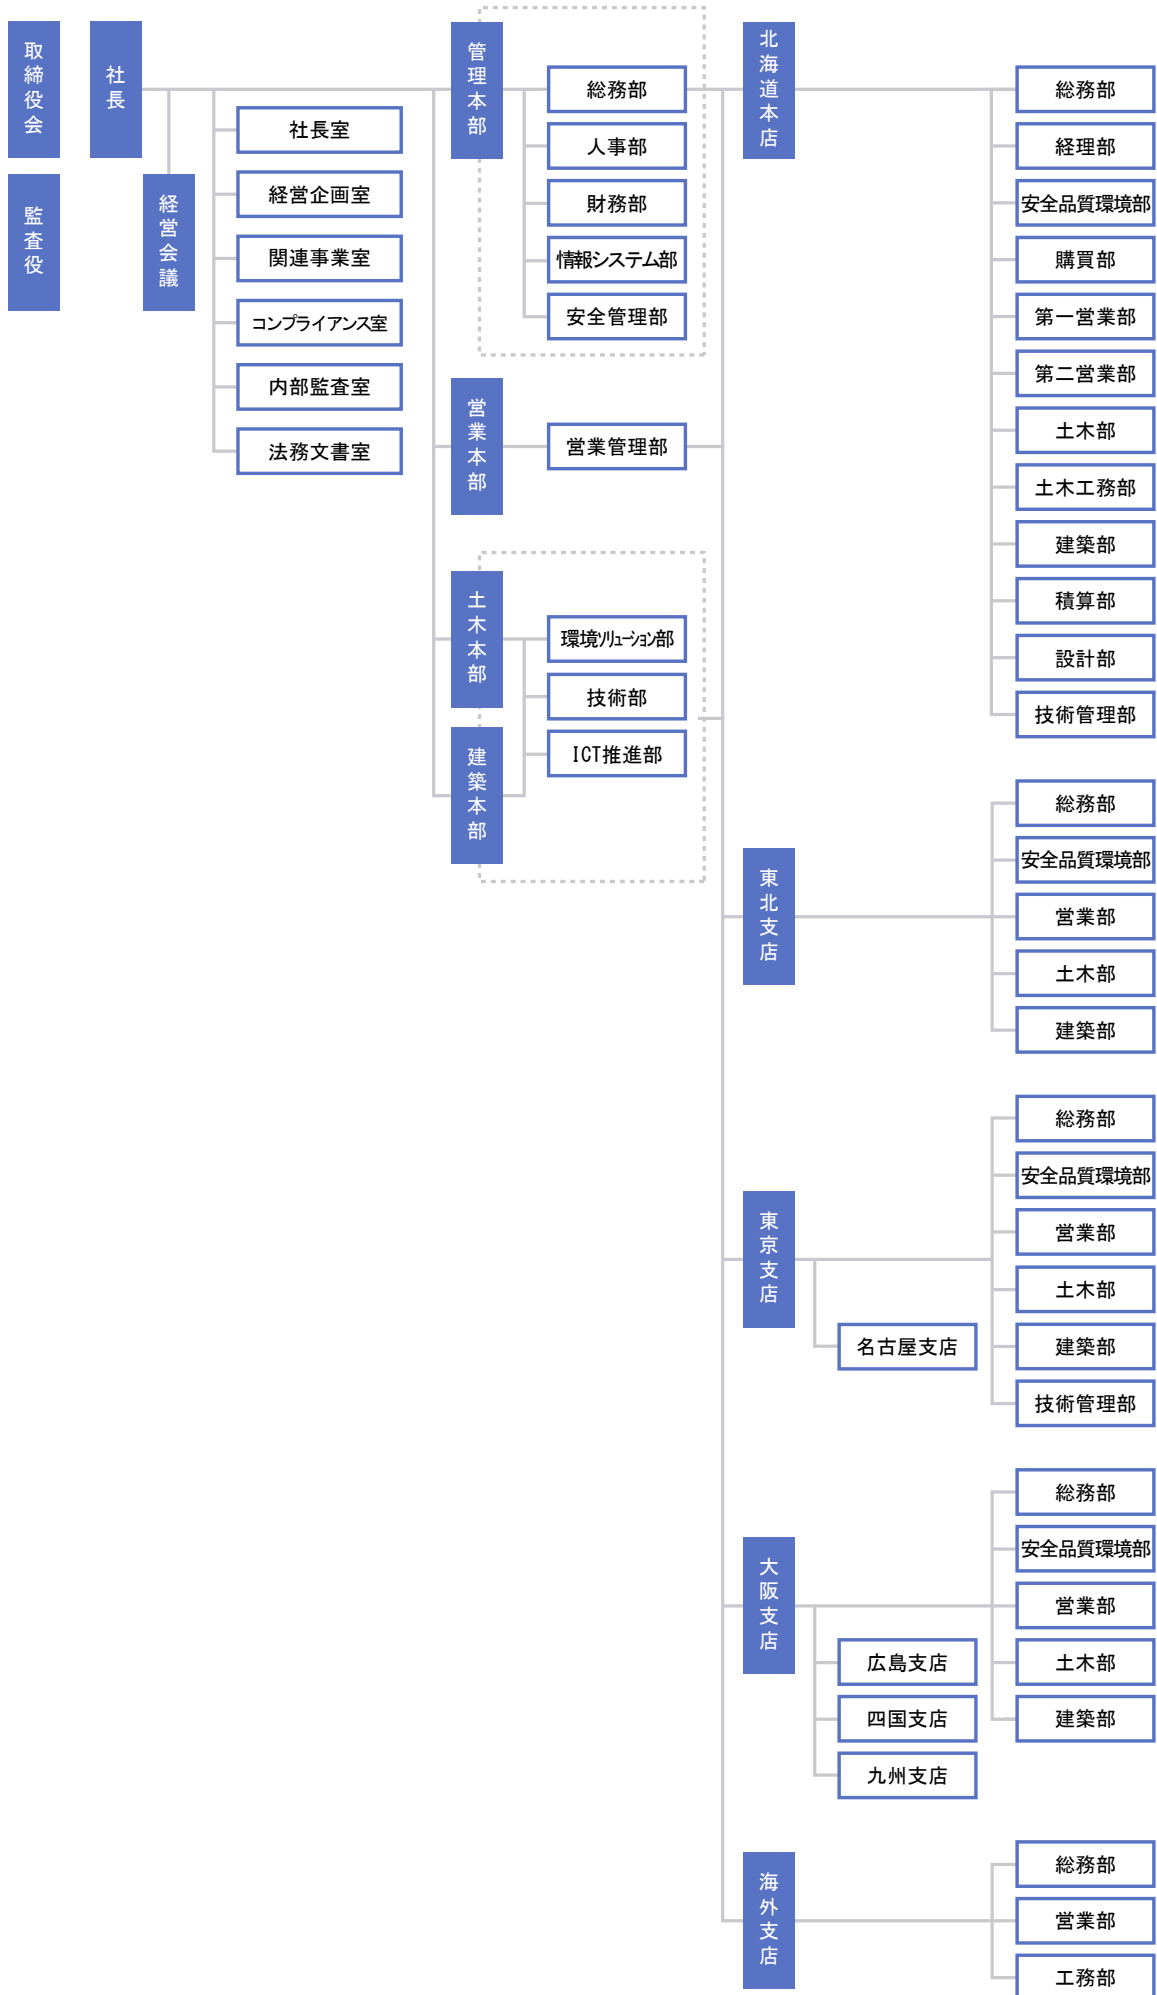 取締役会
監査役
社長
経営会議
社長室
経営企画室
関連事業室
コンプライアンス室
内部監査室
法務文書室
管理本部
総務部
人事部
財務部
情報システム部
安全管理部
営業本部
営業管理部
土木本部
建築本部
環境ソリューション部
技術部
ICT推進部
北海道本店
総務部
経理部
安全品質環境部
購買部
第一営業部
第二営業部
土木部
土木工務部
建築部
積算部
設計部
技術管理部
東北支店
総務部
安全品質環境部
営業部
土木部
建築部
東京支店
名古屋支店
総務部
安全品質環境部
営業部
土木部
建築部
技術管理部
大阪支店
広島支店
四国支店
九州支店
総務部
安全品質環境部
営業部
土木部
建築部
海外支店
総務部
営業部
工務部